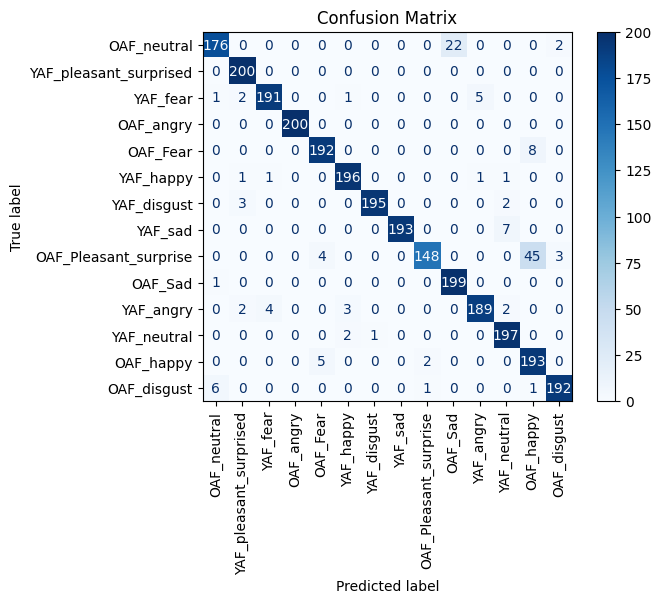 Confusion Matrix
True label
OAF_neutral 176 0 0 0 0 0 0 0 0 22 0 0 0 2
YAF_pleasant_surprised 0 200 0 0 0 0 0 0 0 0 0 0 0 0
YAF_fear 1 2 191 0 0 1 0 0 0 0 5 0 0 0
OAF_angry 0 0 0 200 0 0 0 0 0 0 0 0 0 0
OAF_Fear 0 0 0 0 192 0 0 0 0 0 0 0 8 0
YAF_happy 0 1 1 0 0 196 0 0 0 0 1 1 0 0
YAF_disgust 0 3 0 0 0 0 195 0 0 0 0 2 0 0
YAF_sad 0 0 0 0 0 0 0 193 0 0 0 7 0 0
OAF_Pleasant_surprise 0 0 0 0 4 0 0 0 148 0 0 0 45 3
OAF_Sad 1 0 0 0 0 0 0 0 0 199 0 0 0 0
YAF_angry 0 2 4 0 0 3 0 0 0 0 189 2 0 0
YAF_neutral 0 0 0 0 0 2 1 0 0 0 0 197 0 0
OAF_happy 0 0 0 0 5 0 0 0 2 0 0 0 193 0
OAF_disgust 6 0 0 0 0 0 0 0 1 0 0 0 1 192
OAF_neutral
YAF_pleasant_surprised
YAF_fear
OAF_angry
OAF_Fear
YAF_happy
YAF_disgust
YAF_sad
OAF_Pleasant_surprise
OAF_Sad
YAF_angry
YAF_neutral
OAF_happy
OAF_disgust
Predicted label
200
175
150
125
100
75
50
25
0